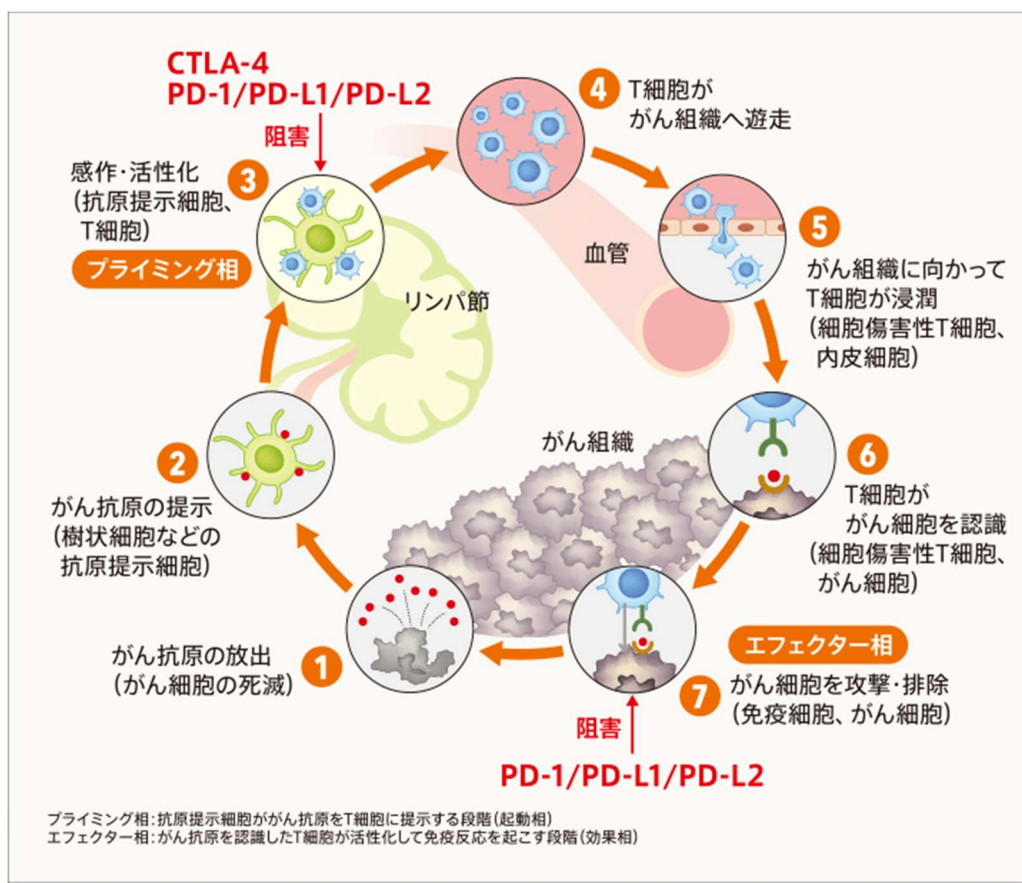 CTLA-4
PD-1/PD-L1/PD-L2
阻害
3
感作・活性化
(抗原提示細胞、
T細胞)
プライミング相
4
T細胞が
がん組織へ遊走
血管
リンパ節
5
がん組織に向かって
T細胞が浸潤
(細胞傷害性T細胞、
内皮細胞)
がん組織
2
がん抗原の提示
(樹状細胞などの
抗原提示細胞)
6
T細胞が
がん細胞を認識
(細胞傷害性T細胞、
がん細胞)
1
がん抗原の放出
(がん細胞の死滅)
エフェクター相
7
がん細胞を攻撃・排除
(免疫細胞、がん細胞)
阻害
PD-1/PD-L1/PD-L2
プライミング相:抗原提示細胞ががん抗原をT細胞に提示する段階(起動相)
エフェクター相:がん抗原を認識したT細胞が活性化して免疫反応を起こす段階(効果相)